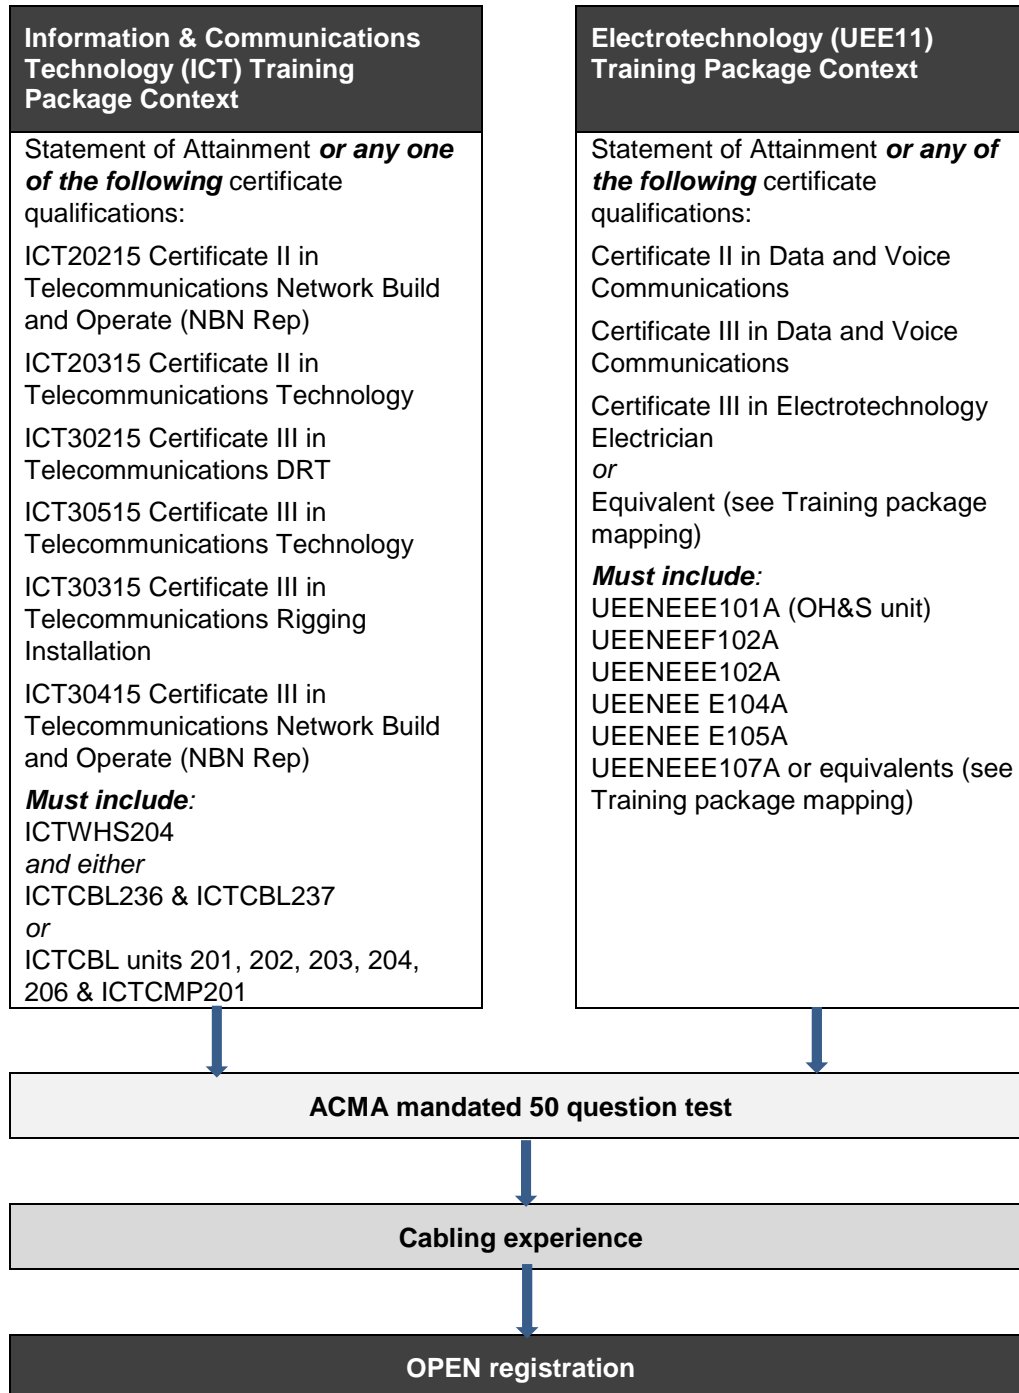 Information & Communications
Technology (ICT) Training
Package Context
Statement of Attainment or any one
of the following certificate
qualifications:
ICT20215 Certificate II in
Telecommunications Network Build
and Operate (NBN Rep)
ICT20315 Certificate II in
Telecommunications Technology
ICT30215 Certificate III in
Telecommunications DRT
ICT30515 Certificate III in
Telecommunications Technology
ICT30315 Certificate III in
Telecommunications Rigging
Installation
ICT30415 Certificate III in
Telecommunications Network Build
and Operate (NBN Rep)
Must include:
ICTWHS204
and either
ICTCBL236 & ICTCBL237
or
ICTCBL units 201, 202, 203, 204,
206 & ICTCMP201
Electrotechnology (UEE11)
Training Package Context
Statement of Attainment or any of
the following certificate
qualifications:
Certificate II in Data and Voice
Communications
Certificate III in Data and Voice
Communications
Certificate III in Electrotechnology
Electrician
or
Equivalent (see Training package
mapping)
Must include:
UEENEEE101A (OH&S unit)
UEENEEF102A
UEENEEE102A
UEENEE E104A
UEENEE E105A
UEENEEE107A or equivalents (see
Training package mapping)
ACMA mandated 50 question test
Cabling experience
OPEN registration